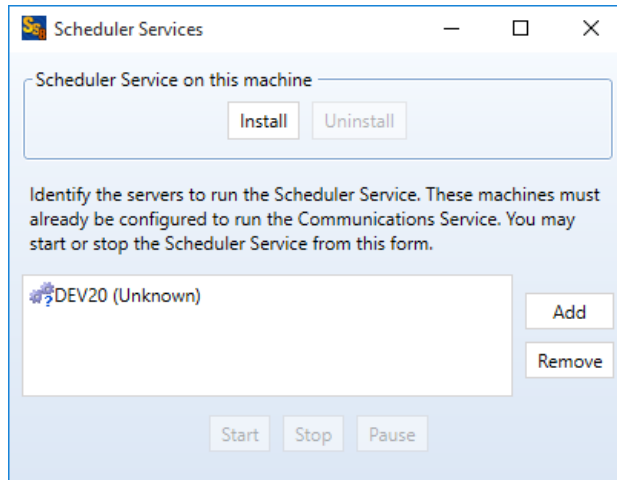 Scheduler Services
Scheduler Service on this machine
Install Uninstall
Identify the servers to run the Scheduler Service. These machines must
already be configured to run the Communications Service. You may
start or stop the Scheduler Service from this form.
DEV20 (Unknown)
Add
Remove
Start Stop Pause